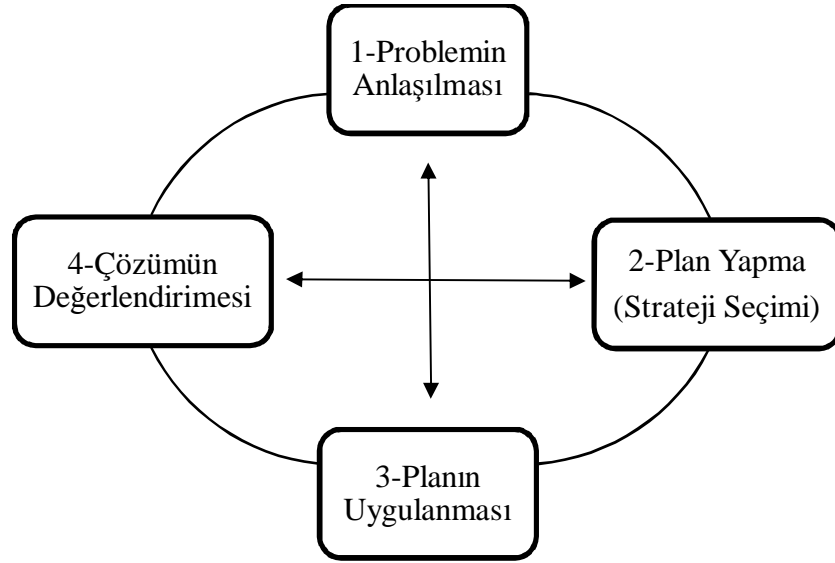 1-Problemin
Anlaşılması
2-Plan Yapma
(Strateji Seçimi)
3-Planın
Uygulanması
4-Çözümün
Değerlendirimesi